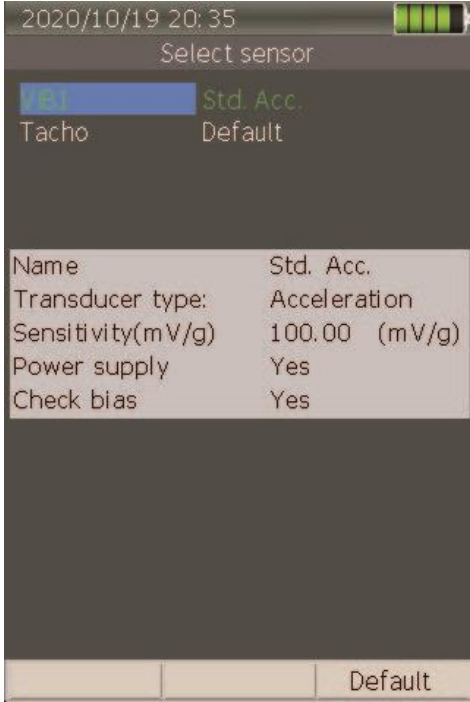 2020/10/19 20:35
Select sensor
VIB1 Std. Acc.
Tacho Default
Name Std. Acc.
Transducer type: Acceleration
Sensitivity(mV/g) 100.00 (mV/g)
Power supply Yes
Check bias Yes
Default